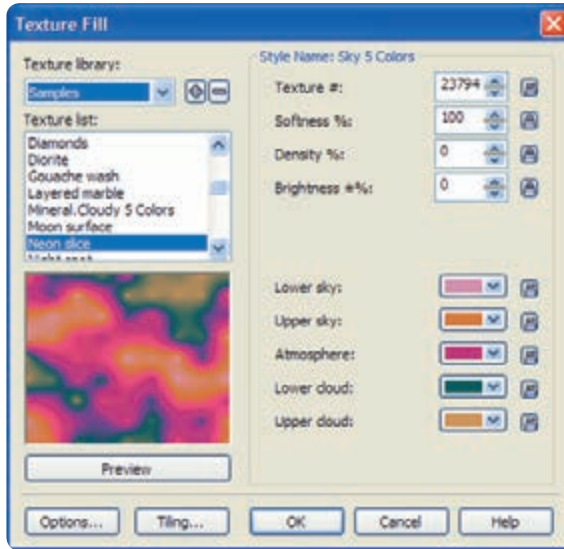 Texture Fill
Texture library:
Samples
Texture list:
Diamonds
Diorite
Gouache wash
Layered marble
Mineral.Cloudy 5 Colors
Moon surface
Neon slice
Preview
Style Name: Sky 5 Colors
Texture #: 23794
Softness %: 100
Density %: 0
Brightness ±%: 0
Lower sky:
Upper sky:
Atmosphere:
Lower cloud:
Upper cloud:
Options... Tiling... OK Cancel Help